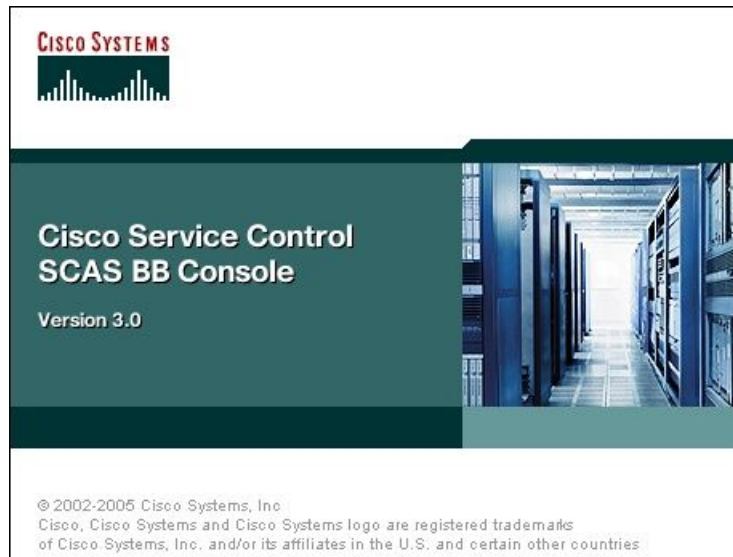 CISCO SYSTEMS
Cisco Service Control
SCAS BB Console
Version 3.0
© 2002-2005 Cisco Systems, Inc
Cisco, Cisco Systems and Cisco Systems logo are registered trademarks
of Cisco Systems, Inc. and/or its affiliates in the U.S. and certain other countries